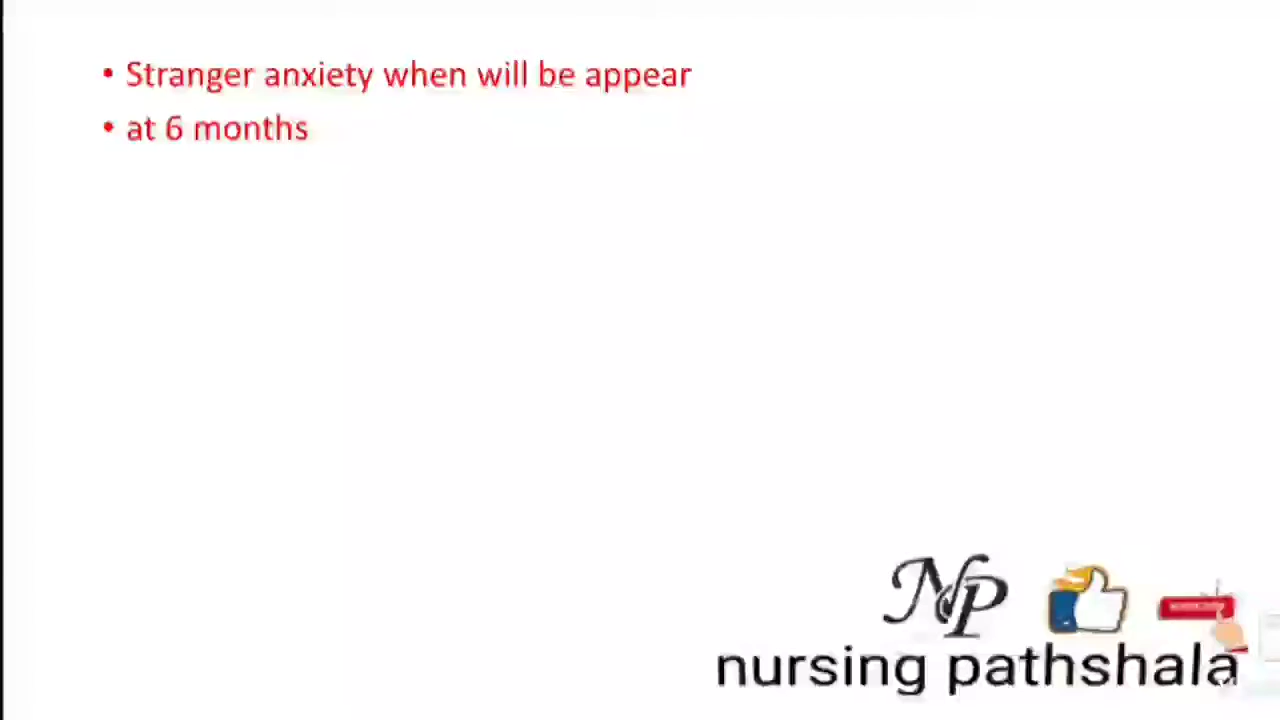 • Stranger anxiety when will be appear
• at 6 months
NP
nursing pathshala